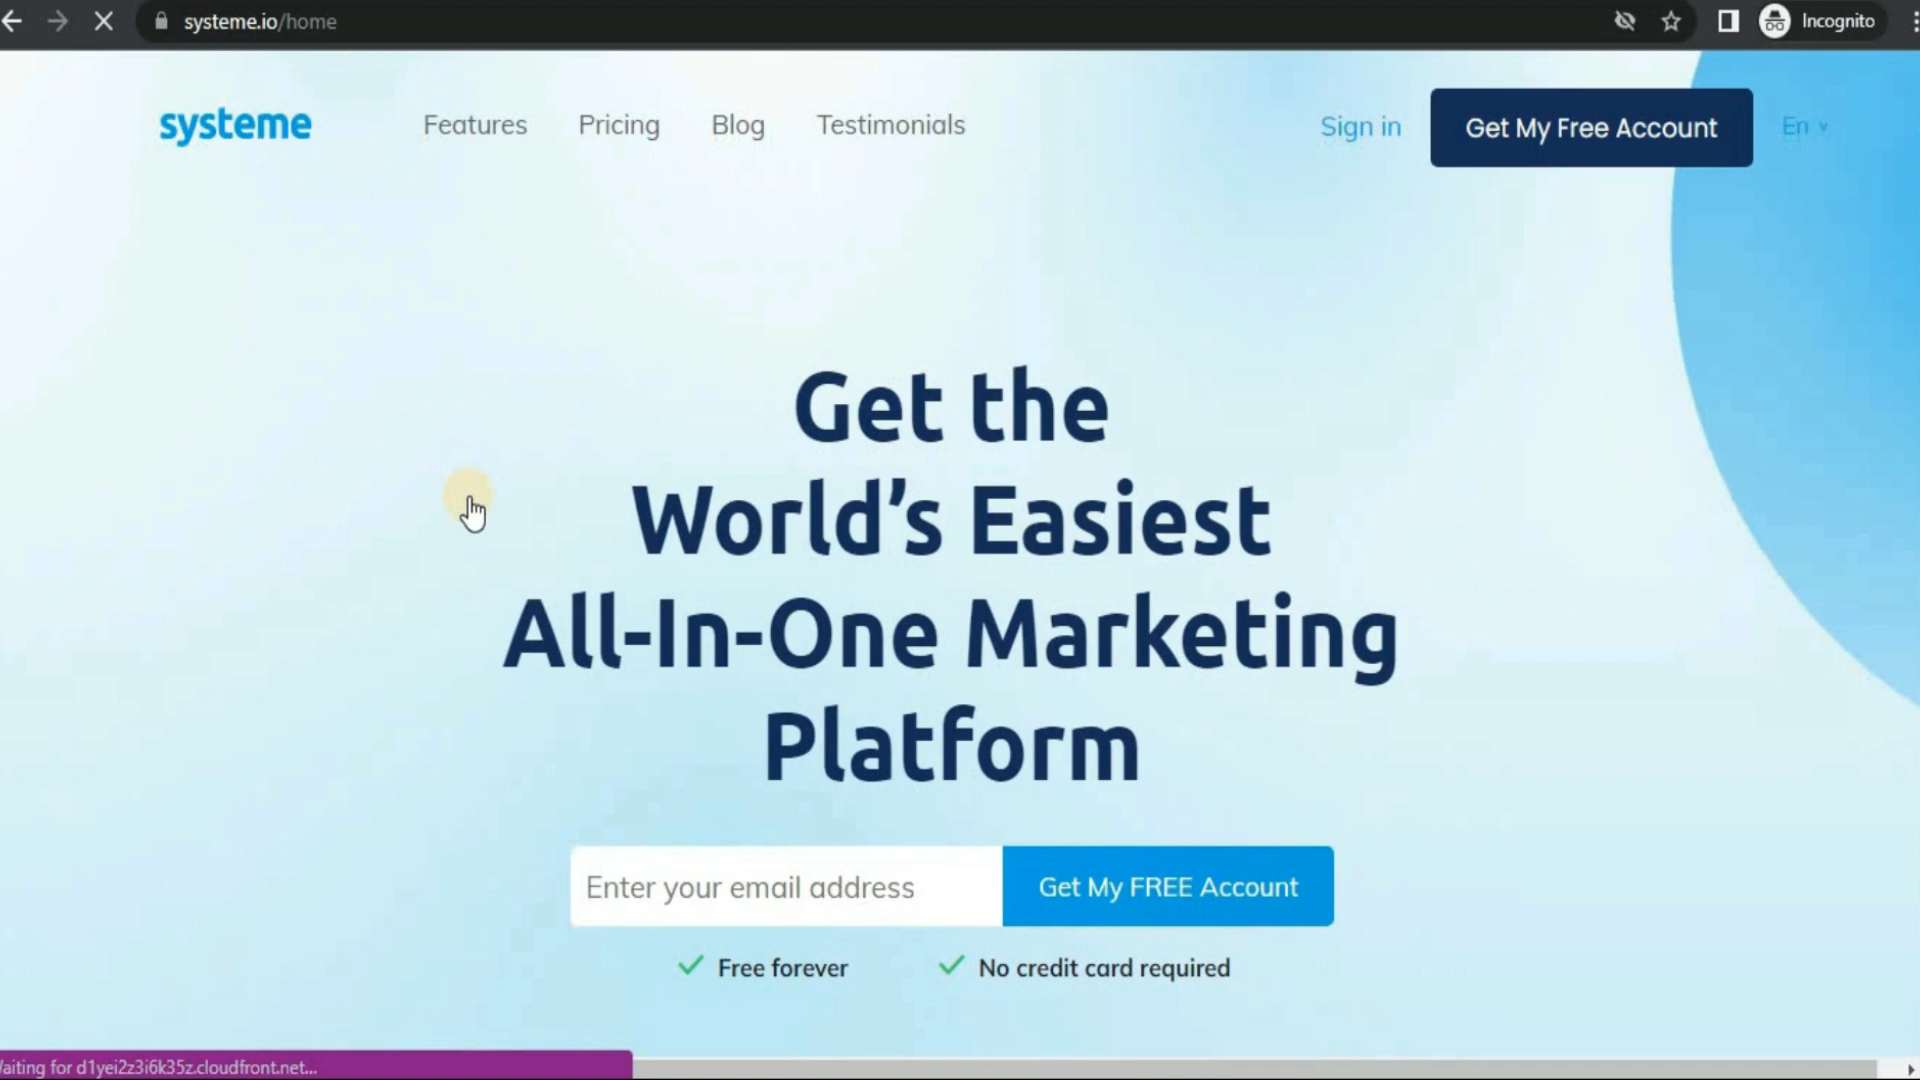 systeme.io/home
Incognito
systeme
Features
Pricing
Blog
Testimonials
Sign in
Get My Free Account
En
Get the
World’s Easiest
All-In-One Marketing
Platform
Enter your email address
Get My FREE Account
Free forever
No credit card required
aiting for d1yei2z3i6k35z.cloudfront.net...